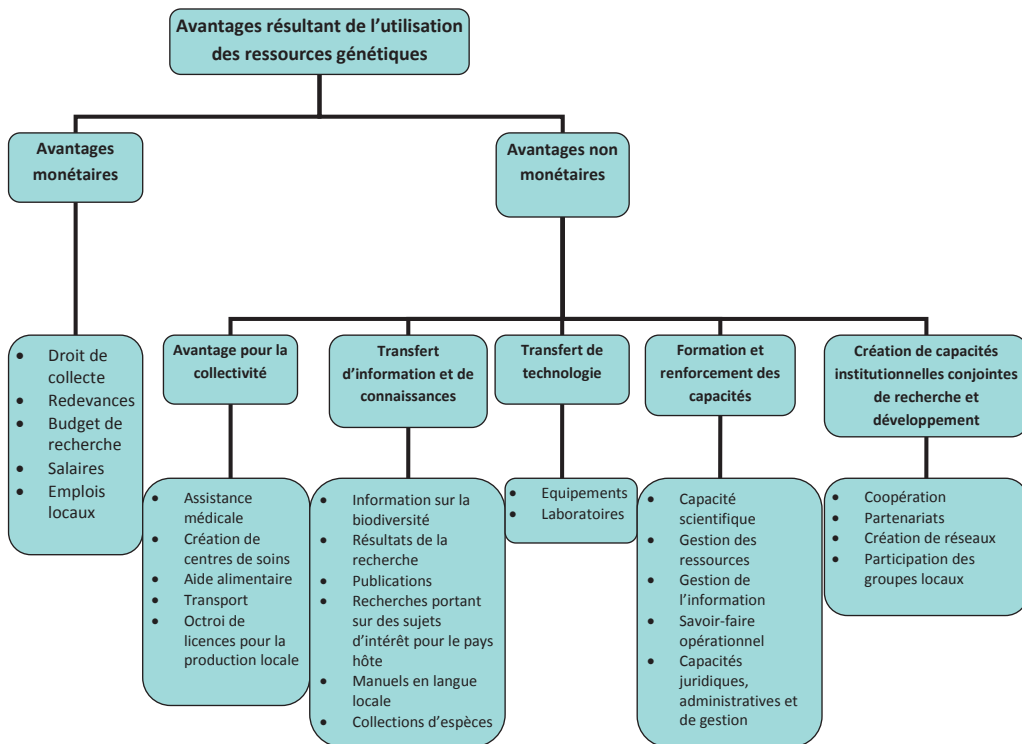 Avantages résultant de l’utilisation
des ressources génétiques
Avantages
monétaires
Avantages non
monétaires
• Droit de
collecte
• Redevances
• Budget de
recherche
• Salaires
• Emplois
locaux
Avantage pour la
collectivité
Transfert
d’information et de
connaissances
Transfert de
technologie
Formation et
renforcement des
capacités
Création de capacités
institutionnelles conjointes
de recherche et
développement
• Assistance
médicale
• Création de
centres de soins
• Aide alimentaire
• Transport
• Octroi de
licences pour la
production locale
• Information sur la
biodiversité
• Résultats de la
recherche
• Publications
• Recherches portant
sur des sujets
d’intérêt pour le pays
hôte
• Manuels en langue
locale
• Collections d’espèces
• Equipements
• Laboratoires
• Capacité
scientifique
• Gestion des
ressources
• Gestion de
l’information
• Savoir-faire
opérationnel
• Capacités
juridiques,
administratives et
de gestion
• Coopération
• Partenariats
• Création de réseaux
• Participation des
groupes locaux